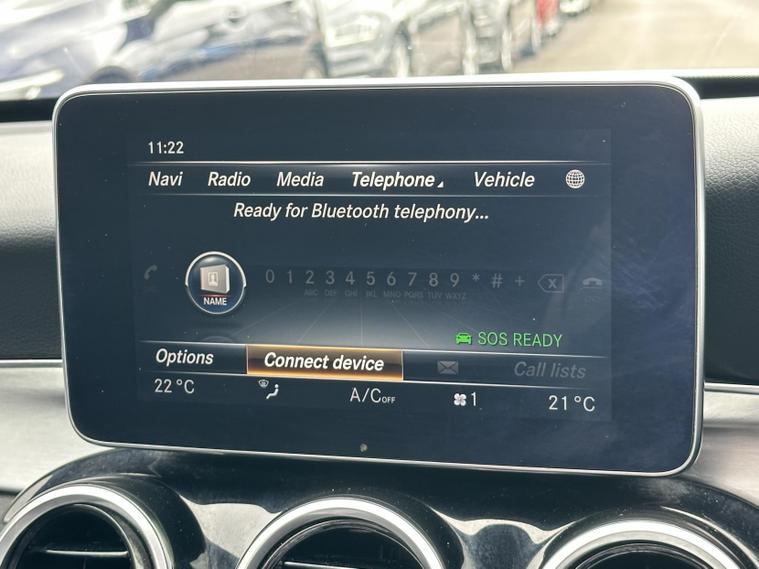 11:22
Navi Radio Media Telephone Vehicle
Ready for Bluetooth telephony...
NAME 0 1 2 3 4 5 6 7 8 9 * # +
ABC DEF GHI JKL MNO PQRS TUV WXYZ
SOS READY
Options Connect device Call lists
22°C A/C OFF 1 21°C